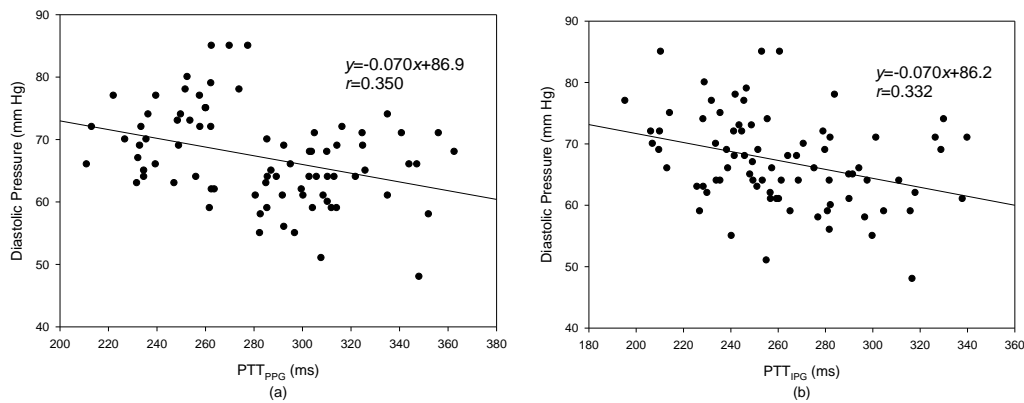 90
80
70
60
50
40
Diastolic Pressure (mm Hg)
y=-0.070x+86.9
r=0.350
200 220 240 260 280 300 320 340 360 380
PTTPPG (ms)
(a)
90
80
70
60
50
40
Diastolic Pressure (mm Hg)
y=-0.070x+86.2
r=0.332
180 200 220 240 260 280 300 320 340 360
PTTIPG (ms)
(b)